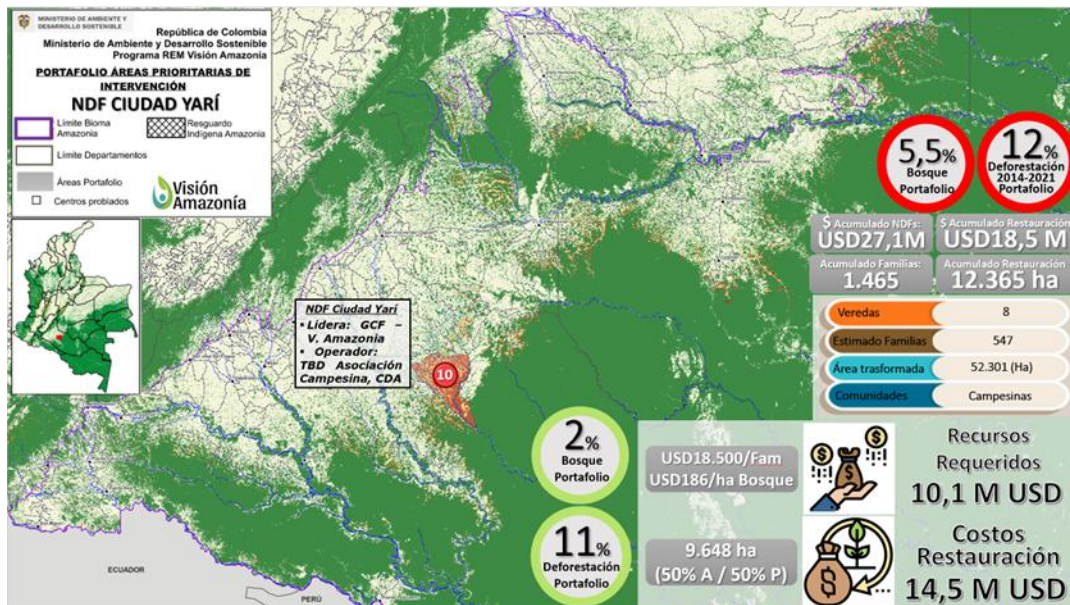 MINISTERIO DE AMBIENTE Y
DESARROLLO SOSTENIBLE
República de Colombia
Ministerio de Ambiente y Desarrollo Sostenible
Programa REM Visión Amazonia
PORTAFOLIO ÁREAS PRIORITARIAS DE
INTERVENCIÓN
NDF CIUDAD YARÍ
Límite Bioma
Amazonia
Resguardo
Indígena Amazonia
Límite Departamentos
Áreas Portafolio
Centros probiados
Visión
Amazonía
5,5%
Bosque
Portafolio
12%
Deforestación
2014-2021
Portafolio
$ Acumulado NDFs:
USD27,1M
$ Acumulado Restauración
USD18,5 M
Acumulado Familias:
1.465
Acumulado Restauración
12.365 ha
Veredas 8
Estimado Familias 547
Área trasformada 52.301 (Ha)
Comunidades Campesinas
NDF Ciudad Yarí
• Lidera: GCF –
V. Amazonia
• Operador:
TBD Asociación
Campesina, CDA
10
2%
Bosque
Portafolio
11%
Deforestación
Portafolio
USD18.500/Fam
USD186/ha Bosque
9.648 ha
(50% A / 50% P)
Recursos
Requeridos
10,1 M USD
Costos
Restauración
14,5 M USD
ECUADOR
PERÚ